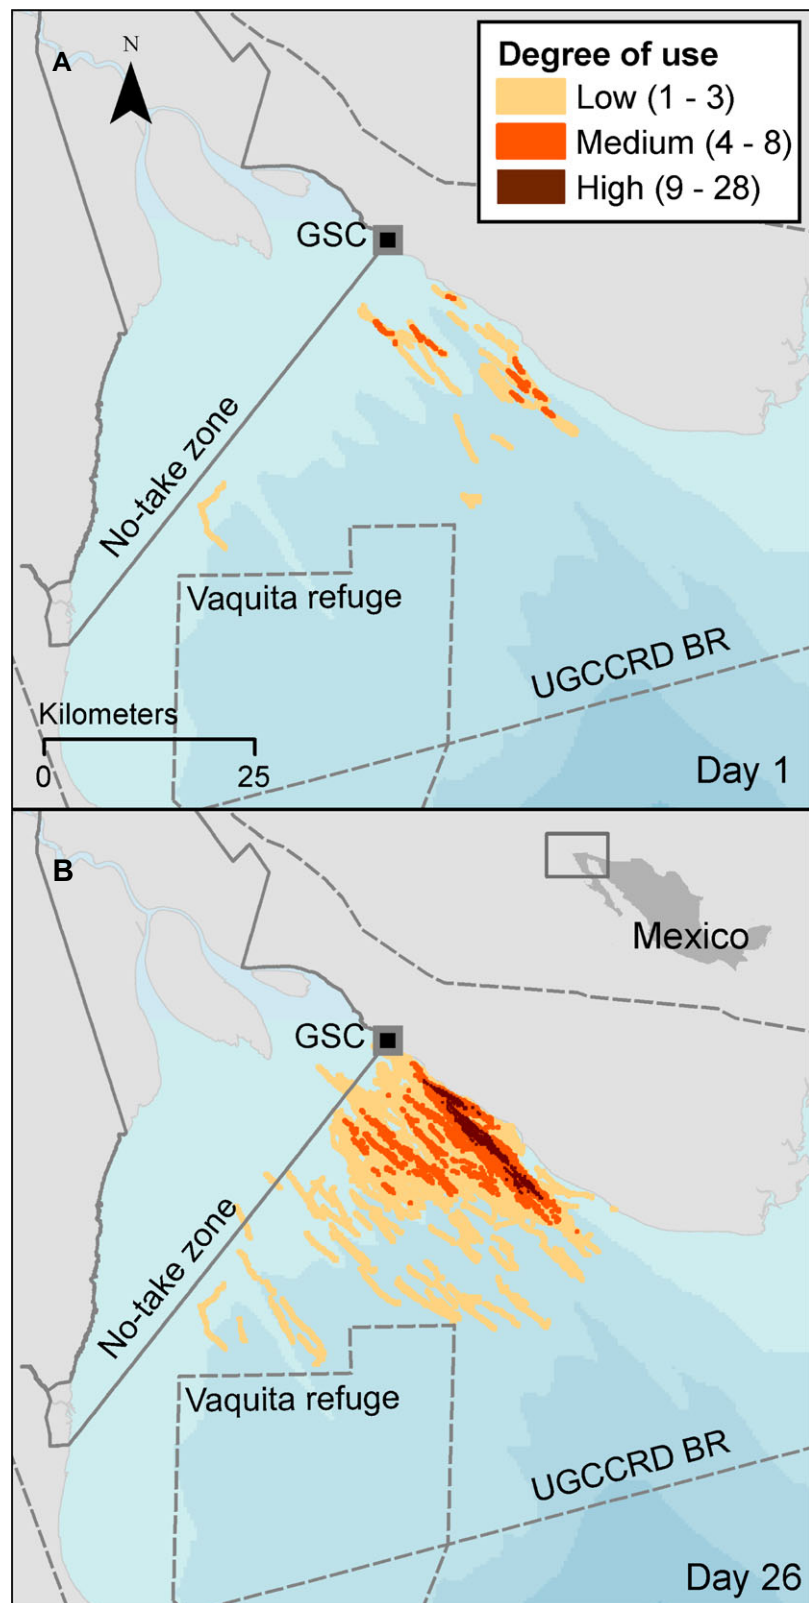 A
N
Degree of use
Low (1 - 3)
Medium (4 - 8)
High (9 - 28)
GSC
No-take zone
Vaquita refuge
UGCCRD BR
Kilometers
0 25
Day 1
B
Mexico
GSC
No-take zone
Vaquita refuge
UGCCRD BR
Day 26